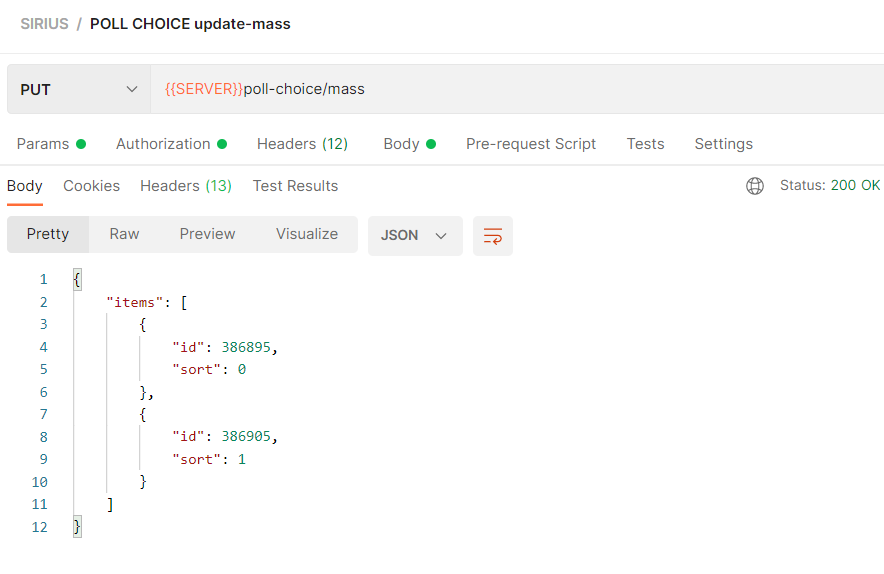 SIRIUS / POLL CHOICE update-mass
PUT {{SERVER}}poll-choice/mass
Params Authorization Headers (12) Body Pre-request Script Tests Settings
Body Cookies Headers (13) Test Results Status: 200 OK
Pretty Raw Preview Visualize JSON
1 {
2 "items": [
3 {
4 "id": 386895,
5 "sort": 0
6 },
7 {
8 "id": 386905,
9 "sort": 1
10 }
11 ]
12 }